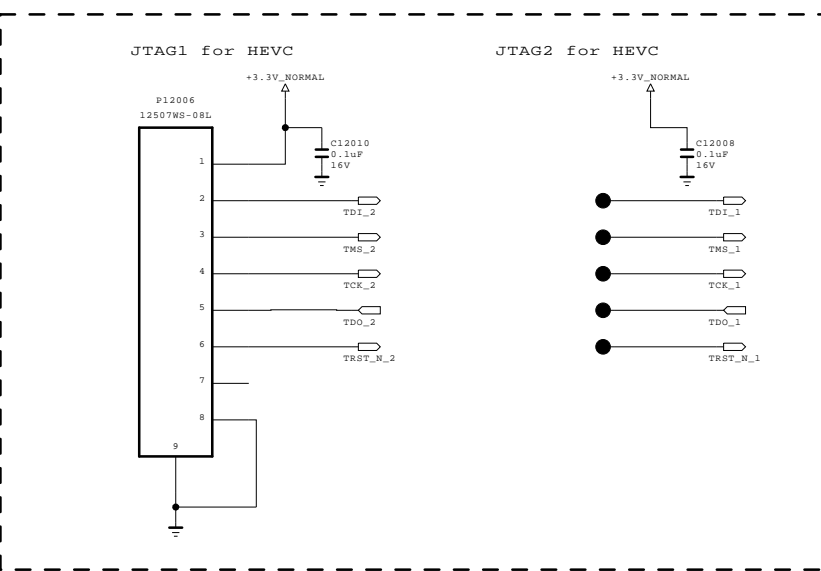 JTAG1 for HEVC
+3.3V_NORMAL
P12006
12507WS-08L
C12010
0.1uF
16V
1
2
TDI_2
3
TMS_2
4
TCK_2
5
TDO_2
6
TRST_N_2
7
8
9
JTAG2 for HEVC
+3.3V_NORMAL
C12008
0.1uF
16V
TDI_1
TMS_1
TCK_1
TDO_1
TRST_N_1